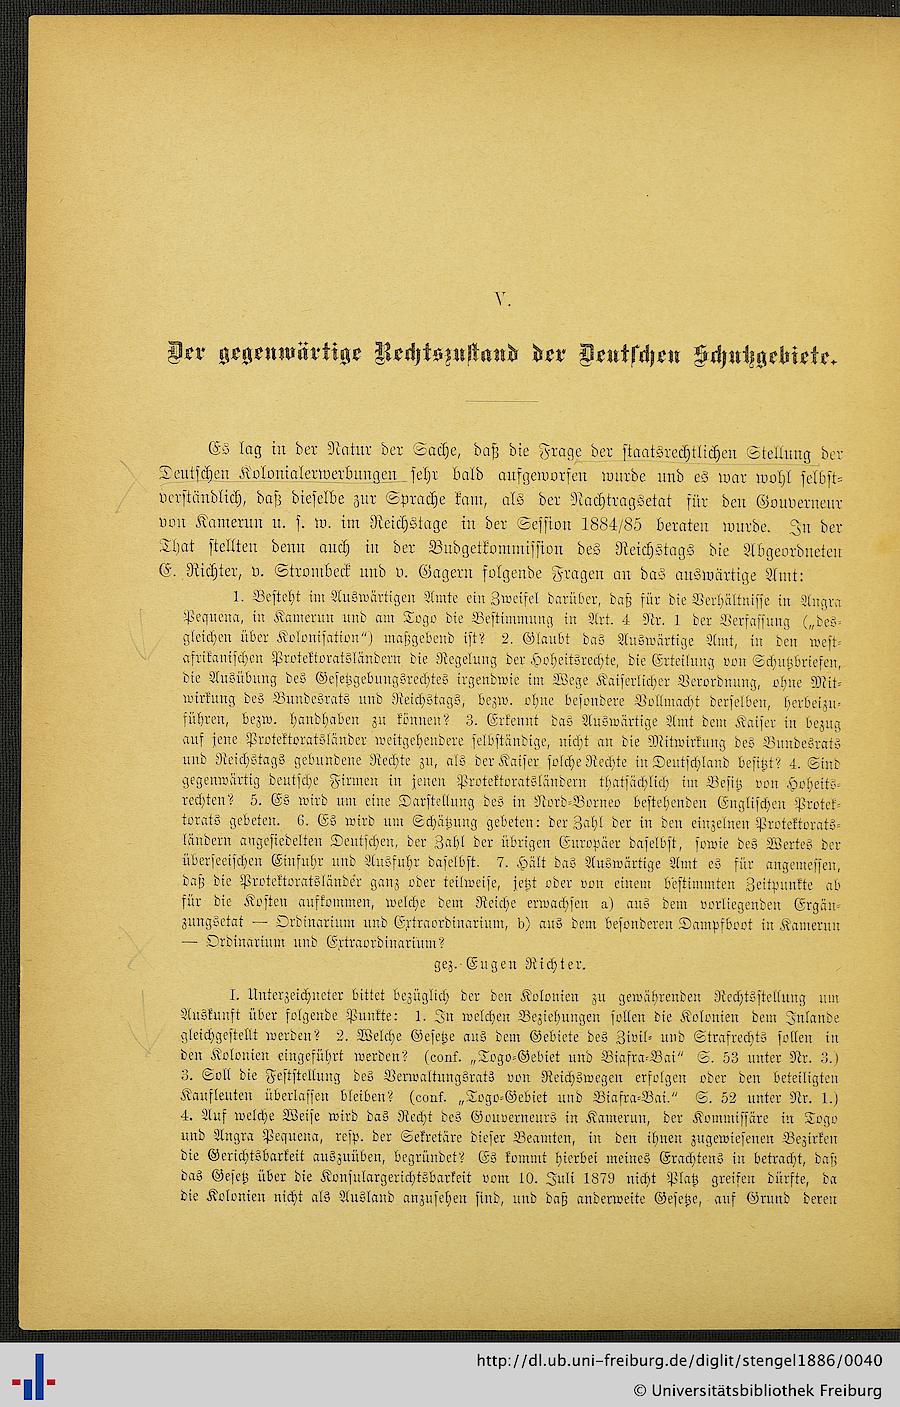 V.
Der gegenwärtige Rechtszustand der Deutschen Schutzgebiete.
Es lag in der Natur der Sache, daß die Frage der staatsrechtlichen Stellung der
Deutschen Kolonialerwerbungen sehr bald aufgeworfen wurde und es war wohl selbst-
verständlich, daß dieselbe zur Sprache kam, als der Nachtragsetat für den Gouverneur
von Kamerun u. s. w. im Reichstage in der Session 1884/85 beraten wurde. In der
That stellten denn auch in der Budgetkommission des Reichstags die Abgeordneten
E. Richter, v. Strombeck und v. Gagern folgende Fragen an das auswärtige Amt:
1. Besteht im Auswärtigen Amte ein Zweifel darüber, daß für die Verhältnisse in Angra
Pequena, in Kamerun und am Togo die Bestimmung in Art. 4 Nr. 1 der Verfassung („des-
gleichen über Kolonisation“) maßgebend ist? 2. Glaubt das Auswärtige Amt, in den west-
afrikanischen Protektoratsländern die Regelung der Hoheitsrechte, die Erteilung von Schutzbriefen,
die Ausübung des Gesetzgebungsrechtes irgendwie im Wege Kaiserlicher Verordnung, ohne Mit-
wirkung des Bundesrats und Reichstags, bezw. ohne besondere Vollmacht derselben, herbeizu-
führen, bezw. handhaben zu können? 3. Erkennt das Auswärtige Amt dem Kaiser in bezug
auf jene Protektoratsländer weitgehendere selbständige, nicht an die Mitwirkung des Bundesrats
und Reichstags gebundene Rechte zu, als der Kaiser solche Rechte in Deutschland besitzt? 4. Sind
gegenwärtig deutsche Firmen in jenen Protektoratsländern thatsächlich im Besitz von Hoheits-
rechten? 5. Es wird um eine Darstellung des in Nord-Borneo bestehenden Englischen Protek-
torats gebeten. 6. Es wird um Schätzung gebeten: der Zahl der in den einzelnen Protektorats-
ländern angesiedelten Deutschen, der Zahl der übrigen Europäer daselbst, sowie des Wertes der
überseeischen Einfuhr und Ausfuhr daselbst. 7. Hält das Auswärtige Amt es für angemessen,
daß die Protektoratsländer ganz oder teilweise, jetzt oder von einem bestimmten Zeitpunkte ab
für die Kosten aufkommen, welche dem Reiche erwachsen a) aus dem vorliegenden Ergän-
zungsetat — Ordinarium und Extraordinarium, b) aus dem besonderen Dampfboot in Kamerun
— Ordinarium und Extraordinarium?
gez. Eugen Richter.
I. Unterzeichneter bittet bezüglich der den Kolonien zu gewährenden Rechtsstellung um
Auskunft über folgende Punkte: 1. In welchen Beziehungen sollen die Kolonien dem Inlande
gleichgestellt werden? 2. Welche Gesetze aus dem Gebiete des Zivil- und Strafrechts sollen in
den Kolonien eingeführt werden? (conf. „Togo-Gebiet und Biafra-Bai“ S. 53 unter Nr. 3.)
3. Soll die Feststellung des Verwaltungsrats von Reichswegen erfolgen oder den beteiligten
Kaufleuten überlassen bleiben? (conf. „Togo-Gebiet und Biafra-Bai.“ S. 52 unter Nr. 1.)
4. Auf welche Weise wird das Recht des Gouverneurs in Kamerun, der Kommissäre in Togo
und Angra Pequena, resp. der Sekretäre dieser Beamten, in den ihnen zugewiesenen Bezirken
die Gerichtsbarkeit auszuüben, begründet? Es kommt hierbei meines Erachtens in betracht, daß
das Gesetz über die Konsulargerichtsbarkeit vom 10. Juli 1879 nicht Platz greifen dürfte, da
die Kolonien nicht als Ausland anzusehen sind, und daß anderweite Gesetze, auf Grund deren
http://dl.ub.uni-freiburg.de/diglit/stengel1886/0040
© Universitätsbibliothek Freiburg